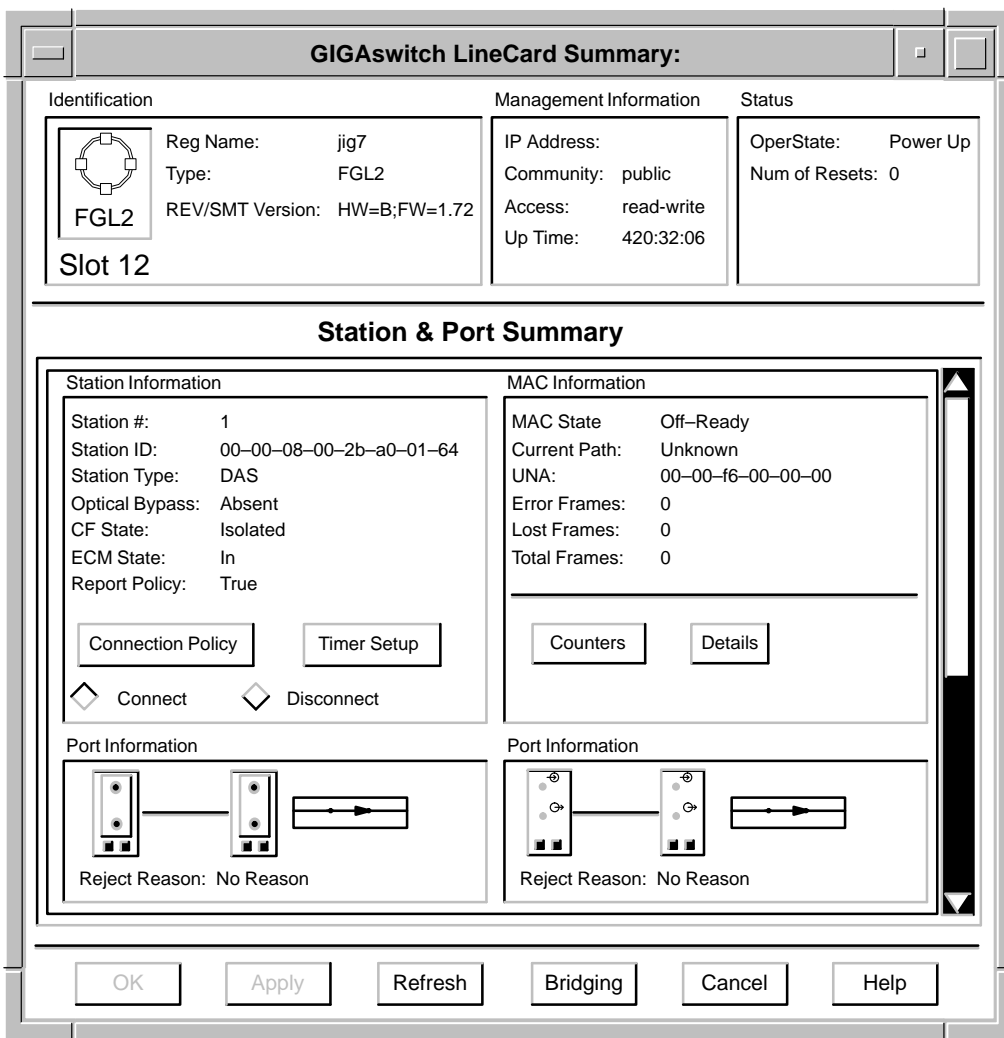 GIGAswitch LineCard Summary:
Identification
FGL2
Slot 12
Reg Name: jig7
Type: FGL2
REV/SMT Version: HW=B;FW=1.72
Management Information
IP Address:
Community: public
Access: read-write
Up Time: 420:32:06
Status
OperState: Power Up
Num of Resets: 0
Station & Port Summary
Station Information
Station #: 1
Station ID: 00–00–08–00–2b–a0–01–64
Station Type: DAS
Optical Bypass: Absent
CF State: Isolated
ECM State: In
Report Policy: True
Connection Policy Timer Setup
Connect Disconnect
MAC Information
MAC State Off–Ready
Current Path: Unknown
UNA: 00–00–f6–00–00–00
Error Frames: 0
Lost Frames: 0
Total Frames: 0
Counters Details
Port Information
Reject Reason: No Reason
Port Information
Reject Reason: No Reason
OK Apply Refresh Bridging Cancel Help